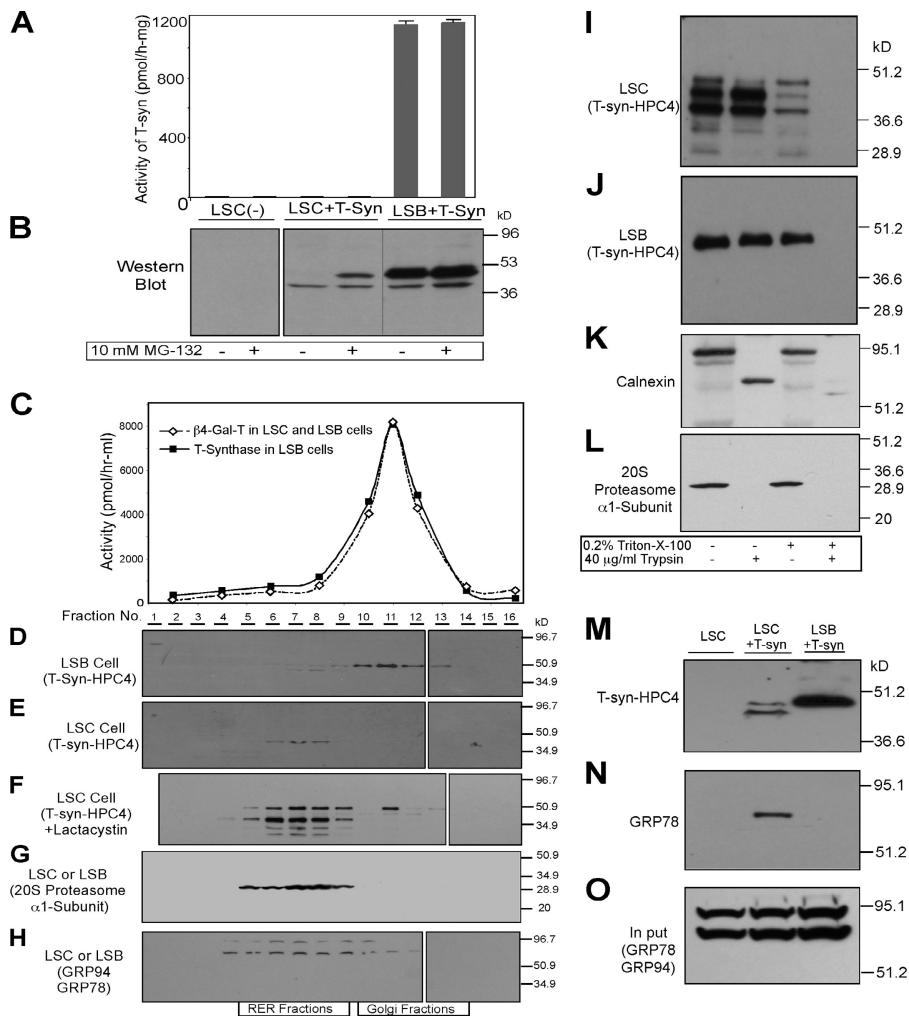 A
Activity of T-syn (pmol/h-mg)
1200
800
400
0
LSC(-)
LSC+T-Syn
LSB+T-Syn
B
Western
Blot
kD
96
53
36
10 mM MG-132
- + - + - +
C
Activity (pmol/hr-ml)
8000
6000
4000
2000
0
β4-Gal-T in LSC and LSB cells
T-Synthase in LSB cells
Fraction No.
1 2 3 4 5 6 7 8 9 10 11 12 13 14 15 16
kD
D
LSB Cell
(T-Syn-HPC4)
96.7
50.9
34.9
E
LSC Cell
(T-syn-HPC4)
96.7
50.9
34.9
F
LSC Cell
(T-syn-HPC4)
+Lactacystin
96.7
50.9
34.9
G
LSC or LSB
(20S Proteasome
α1-Subunit)
50.9
34.9
28.9
20
H
LSC or LSB
(GRP94
GRP78)
96.7
50.9
34.9
RER Fractions
Golgi Fractions
I
LSC
(T-syn-HPC4)
kD
51.2
36.6
28.9
J
LSB
(T-syn-HPC4)
51.2
36.6
28.9
K
Calnexin
95.1
51.2
L
20S
Proteasome
α1-Subunit
51.2
36.6
28.9
20
0.2% Triton-X-100 - - + +
40 µg/ml Trypsin - + - +
M
LSC
LSC
+T-syn
LSB
+T-syn
T-syn-HPC4
kD
51.2
36.6
N
GRP78
95.1
51.2
O
In put
(GRP78
GRP94)
95.1
51.2